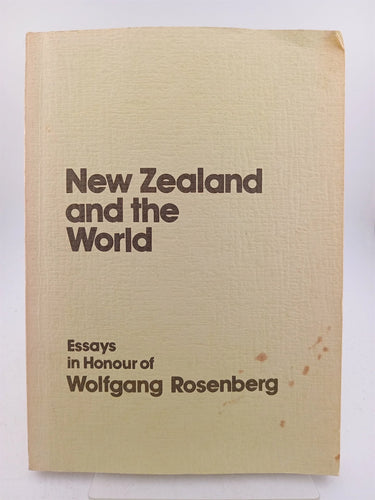 New Zealand
and the
World
Essays
in Honour of
Wolfgang Rosenberg